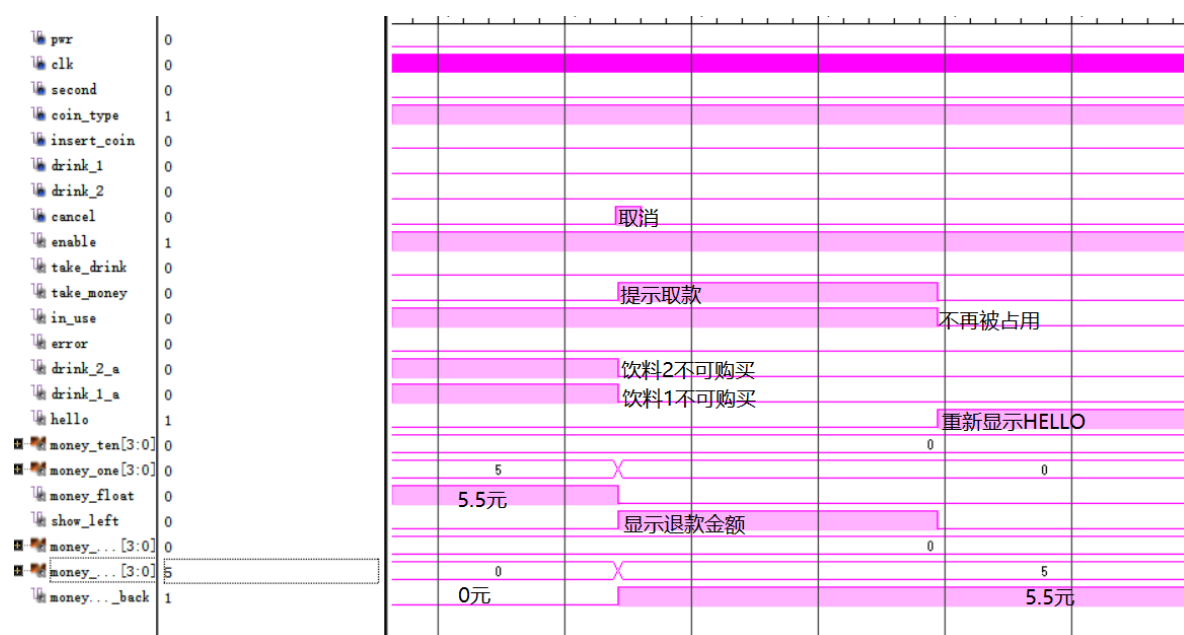 pwr 0
clk 0
second 0
coin_type 1
insert_coin 0
drink_1 0
drink_2 0
cancel 0 取消
enable 1
take_drink 0
take_money 0 提示取款
in_use 0 不再被占用
error 0
drink_2_a 0 饮料2不可购买
drink_1_a 0 饮料1不可购买
hello 1 重新显示HELLO
money_ten[3:0] 0 0
money_one[3:0] 0 5 0
money_float 0 5.5元
show_left 0 显示退款金额
money_...[3:0] 0 0
money_...[3:0] 5 0 5
money..._back 1 0元 5.5元